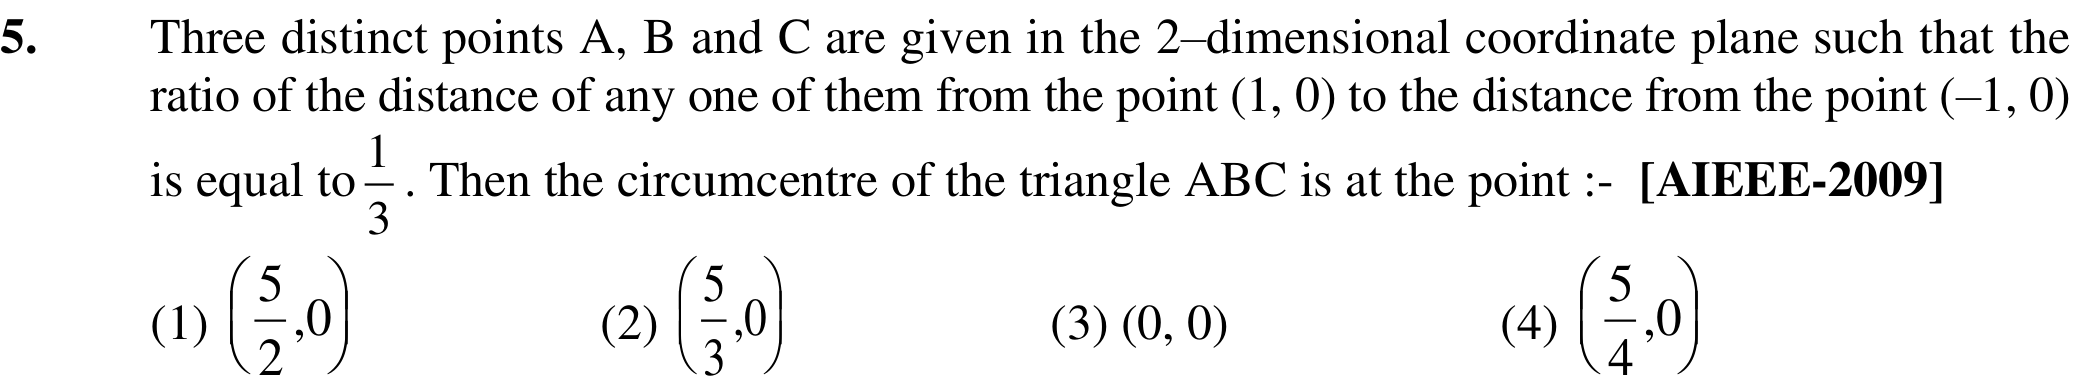 5. Three distinct points A, B and C are given in the 2–dimensional coordinate plane such that the
ratio of the distance of any one of them from the point (1, 0) to the distance from the point (–1, 0)
is equal to \frac{1}{3}. Then the circumcentre of the triangle ABC is at the point :- [AIEEE-2009]
(1) \left(\frac{5}{2},0\right) (2) \left(\frac{5}{3},0\right) (3) (0, 0) (4) \left(\frac{5}{4},0\right)